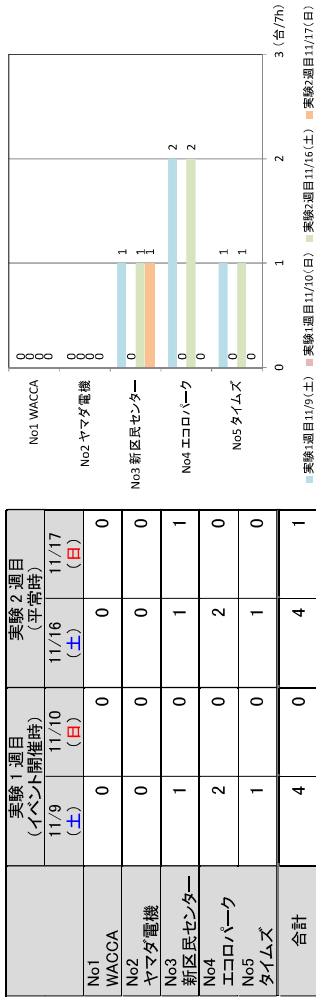 実験１週目
(イベント開催時)
実験２週目
(平常時)
11/9
(土)
11/10
(日)
11/16
(土)
11/17
(日)
No1
WACCA
0
0
0
0
No2
ヤマダ電機
0
0
0
0
No3
新区民センター
1
0
1
1
No4
エコロパーク
2
0
2
0
No5
タイムズ
1
0
1
0
合計
4
0
4
1
No1 WACCA
0
0
0
0
No2 ヤマダ電機
0
0
0
0
No3 新区民センター
1
0
1
1
No4 エコロパーク
2
0
2
0
No5 タイムズ
1
0
1
0
0
1
2
3 (台/7h)
実験1週目11/9(土)
実験1週目11/10(日)
実験2週目11/16(土)
実験2週目11/17(日)